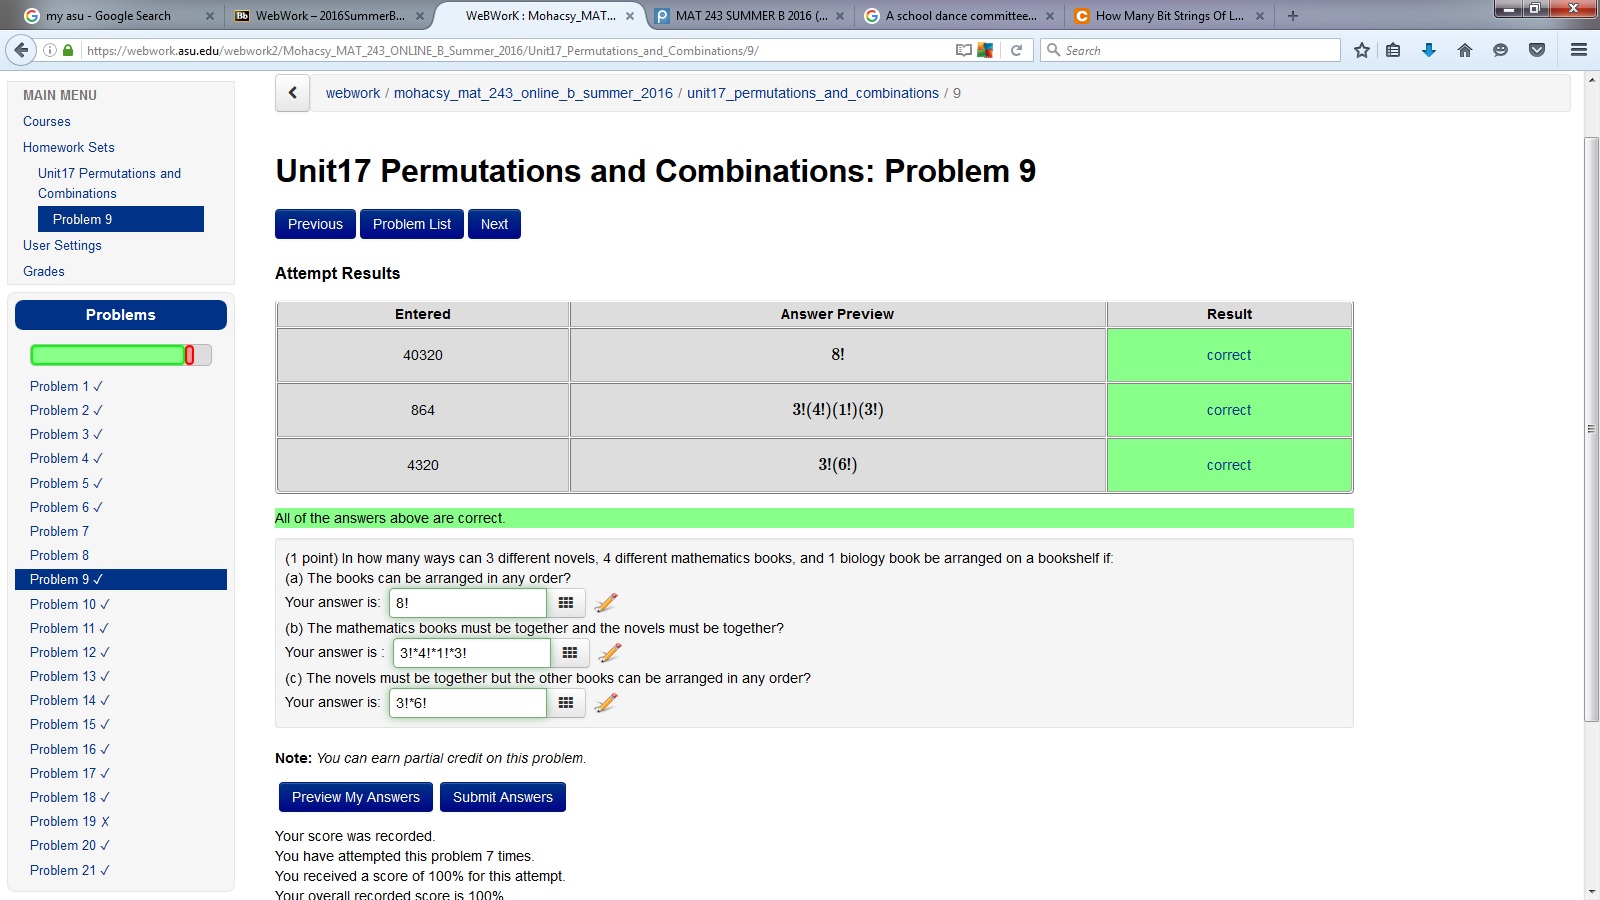 my asu - Google Search
WebWork – 2016SummerB...
WeBWorK : Mohacsy_MAT...
MAT 243 SUMMER B 2016 (...
A school dance committee...
How Many Bit Strings Of L...
https://webwork.asu.edu/webwork2/Mohacsy_MAT_243_ONLINE_B_Summer_2016/Unit17_Permutations_and_Combinations/9/
Search
MAIN MENU
Courses
Homework Sets
Unit17 Permutations and
Combinations
Problem 9
User Settings
Grades
Problems
Problem 1 ✓
Problem 2 ✓
Problem 3 ✓
Problem 4 ✓
Problem 5 ✓
Problem 6 ✓
Problem 7
Problem 8
Problem 9 ✓
Problem 10 ✓
Problem 11 ✓
Problem 12 ✓
Problem 13 ✓
Problem 14 ✓
Problem 15 ✓
Problem 16 ✓
Problem 17 ✓
Problem 18 ✓
Problem 19 ✗
Problem 20 ✓
Problem 21 ✓
webwork / mohacsy_mat_243_online_b_summer_2016 / unit17_permutations_and_combinations / 9
Unit17 Permutations and Combinations: Problem 9
Previous Problem List Next
Attempt Results
Entered Answer Preview Result
40320 8! correct
864 3!(4!)(1!)(3!) correct
4320 3!(6!) correct
All of the answers above are correct.
(1 point) In how many ways can 3 different novels, 4 different mathematics books, and 1 biology book be arranged on a bookshelf if:
(a) The books can be arranged in any order?
Your answer is: 8!
(b) The mathematics books must be together and the novels must be together?
Your answer is : 3!*4!*1!*3!
(c) The novels must be together but the other books can be arranged in any order?
Your answer is: 3!*6!
Note: You can earn partial credit on this problem.
Preview My Answers Submit Answers
Your score was recorded.
You have attempted this problem 7 times.
You received a score of 100% for this attempt.
Your overall recorded score is 100%